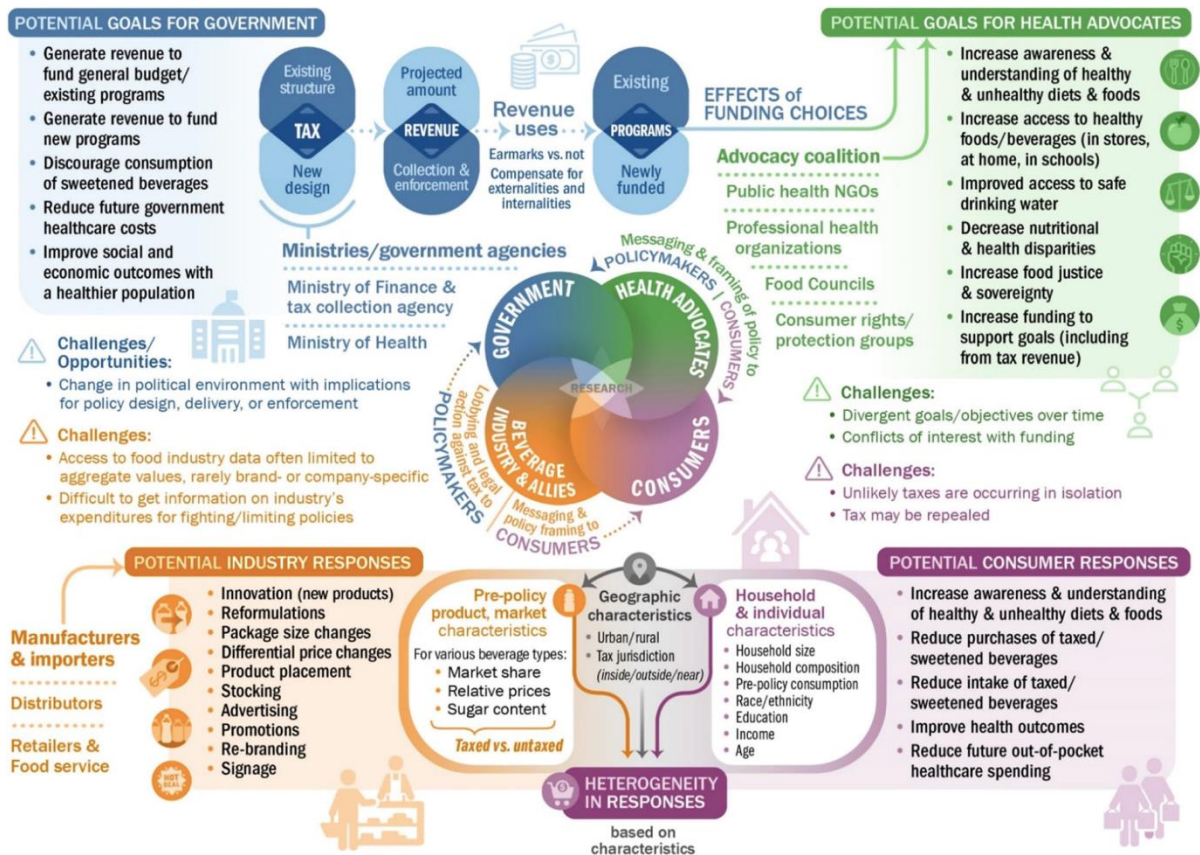 POTENTIAL GOALS FOR GOVERNMENT
• Generate revenue to
fund general budget/
existing programs
• Generate revenue to fund
new programs
• Discourage consumption
of sweetened beverages
• Reduce future government
healthcare costs
• Improve social and
economic outcomes with
a healthier population
Existing
structure
TAX
New
design
Projected
amount
REVENUE
Collection &
enforcement
Revenue
uses
Earmarks vs. not
Compensate for
externalities and
internalities
Existing
PROGRAMS
Newly
funded
EFFECTS of
FUNDING CHOICES
POTENTIAL GOALS FOR HEALTH ADVOCATES
• Increase awareness &
understanding of healthy
& unhealthy diets & foods
• Increase access to healthy
foods/beverages (in stores,
at home, in schools)
• Improved access to safe
drinking water
• Decrease nutritional
& health disparities
• Increase food justice
& sovereignty
• Increase funding to
support goals (including
from tax revenue)
Advocacy coalition
Public health NGOs
Professional health
organizations
Food Councils
Consumer rights/
protection groups
Ministries/government agencies
Ministry of Finance &
tax collection agency
Ministry of Health
Messaging & framing of policy to
POLICYMAKERS | CONSUMERS
GOVERNMENT
HEALTH ADVOCATES
RESEARCH
BEVERAGE
INDUSTRY & ALLIES
CONSUMERS
Lobbying and legal
action against tax to
POLICYMAKERS
Messaging &
policy framing to
CONSUMERS
Challenges/
Opportunities:
• Change in political environment with implications
for policy design, delivery, or enforcement
Challenges:
• Access to food industry data often limited to
aggregate values, rarely brand- or company-specific
• Difficult to get information on industry's
expenditures for fighting/limiting policies
Challenges:
• Divergent goals/objectives over time
• Conflicts of interest with funding
Challenges:
• Unlikely taxes are occurring in isolation
• Tax may be repealed
POTENTIAL INDUSTRY RESPONSES
Manufacturers
& importers
Distributors
Retailers &
Food service
• Innovation (new products)
• Reformulations
• Package size changes
• Differential price changes
• Product placement
• Stocking
• Advertising
• Promotions
• Re-branding
• Signage
HOT
DEAL
Pre-policy
product, market
characteristics
For various beverage types:
• Market share
• Relative prices
• Sugar content
Taxed vs. untaxed
Geographic
characteristics
• Urban/rural
• Tax jurisdiction
(inside/outside/near)
Household
& individual
characteristics
• Household size
• Household composition
• Pre-policy consumption
• Race/ethnicity
• Education
• Income
• Age
HETEROGENEITY
IN RESPONSES
based on
characteristics
POTENTIAL CONSUMER RESPONSES
• Increase awareness & understanding
of healthy & unhealthy diets & foods
• Reduce purchases of taxed/
sweetened beverages
• Reduce intake of taxed/
sweetened beverages
• Improve health outcomes
• Reduce future out-of-pocket
healthcare spending